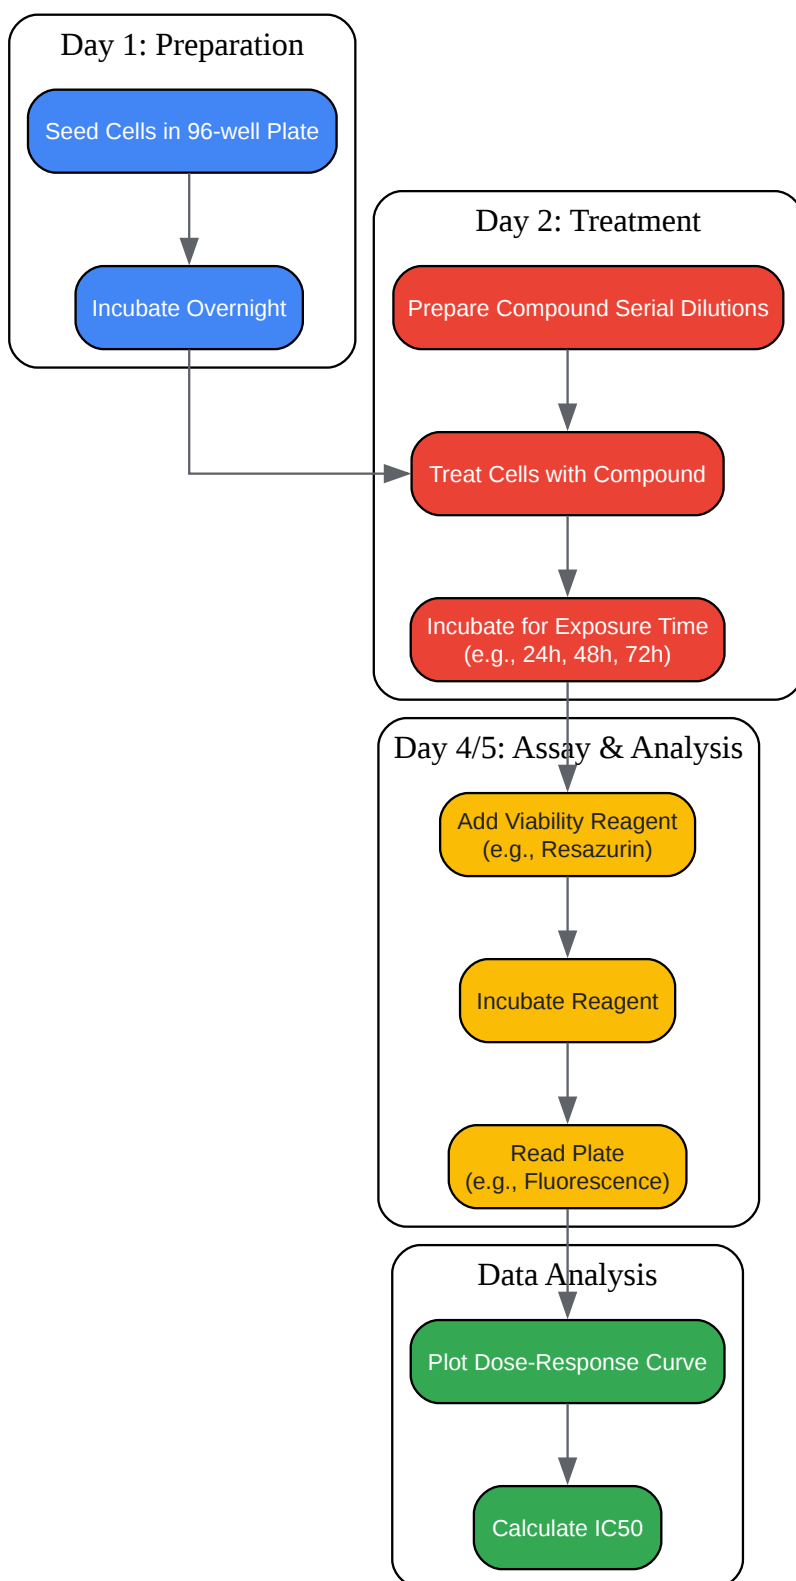 Day 1: Preparation
Seed Cells in 96-well Plate
Incubate Overnight
Day 2: Treatment
Prepare Compound Serial Dilutions
Treat Cells with Compound
Incubate for Exposure Time
(e.g., 24h, 48h, 72h)
Day 4/5: Assay & Analysis
Add Viability Reagent
(e.g., Resazurin)
Incubate Reagent
Read Plate
(e.g., Fluorescence)
Data Analysis
Plot Dose-Response Curve
Calculate IC50